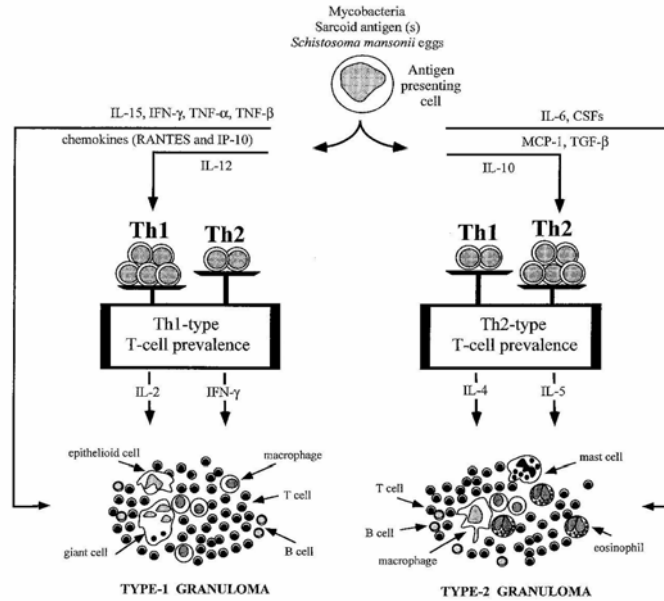 Mycobacteria
Sarcoid antigen (s)
Schistosoma mansonii eggs
Antigen
presenting
cell
IL-15, IFN-γ, TNF-α, TNF-β
chemokines (RANTES and IP-10)
IL-12
IL-6, CSFs
MCP-1, TGF-β
IL-10
Th1
Th2
Th1-type
T-cell prevalence
IL-2
IFN-γ
Th1
Th2
Th2-type
T-cell prevalence
IL-4
IL-5
epithelioid cell
macrophage
T cell
B cell
giant cell
TYPE-1 GRANULOMA
mast cell
T cell
B cell
macrophage
eosinophil
TYPE-2 GRANULOMA